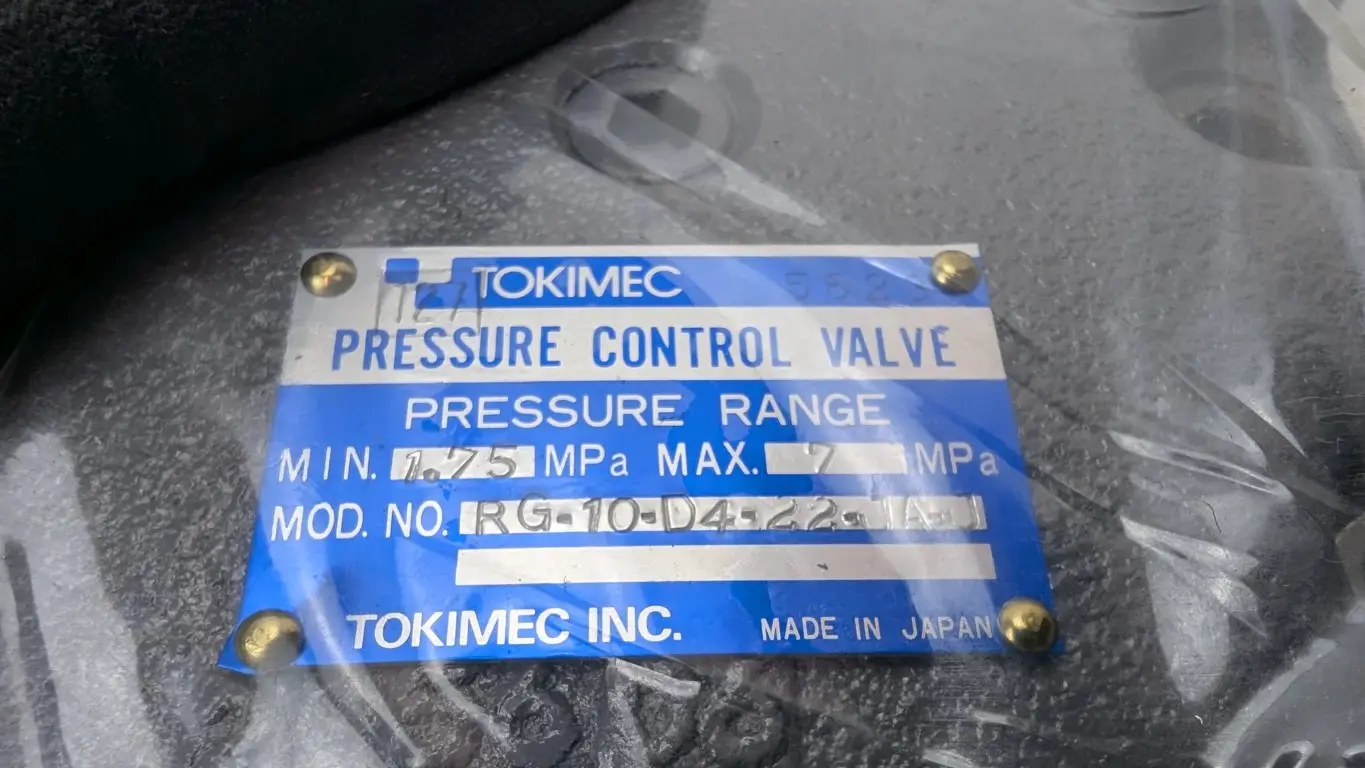 TOKIMEC
PRESSURE CONTROL VALVE
PRESSURE RANGE
MIN. 1.75 MPa MAX. 7 MPa
MOD. NO. RG-10-D4-22-1A-J
TOKIMEC INC. MADE IN JAPAN